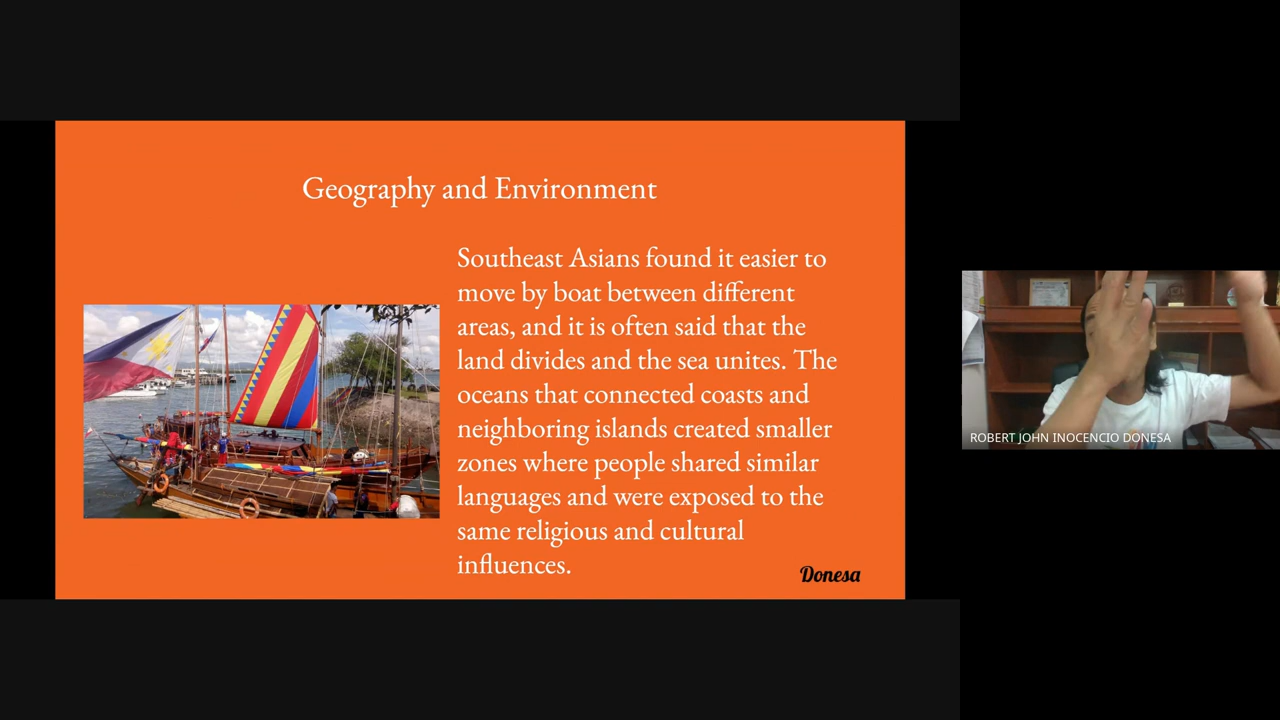 Geography and Environment
Southeast Asians found it easier to
move by boat between different
areas, and it is often said that the
land divides and the sea unites. The
oceans that connected coasts and
neighboring islands created smaller
zones where people shared similar
languages and were exposed to the
same religious and cultural
influences.
Donesa
ROBERT JOHN INOCENCIO DONESA